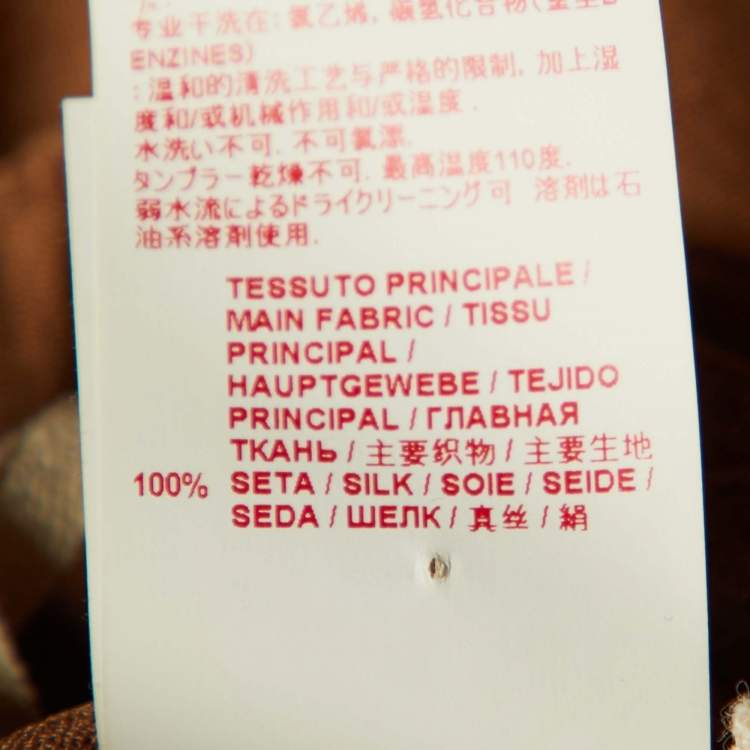 专业干洗在: 氯乙烯, 碳氢化合物
ENZINES)
: 温和的清洗工艺与严格的限制, 加上湿
度和/或机械作用和/或温度 .
水洗い不可. 不可氯漂.
タンブラー乾燥不可. 最高温度110度.
弱水流によるドライクリーニング可 溶剤は石
油系溶剤使用.
TESSUTO PRINCIPALE /
MAIN FABRIC / TISSU
PRINCIPAL /
HAUPTGEWEBE / TEJIDO
PRINCIPAL / ГЛАВНАЯ
ТКАНЬ / 主要织物 / 主要生地
100% SETA / SILK / SOIE / SEIDE /
SEDA / ШЕЛК / 真丝 / 絹